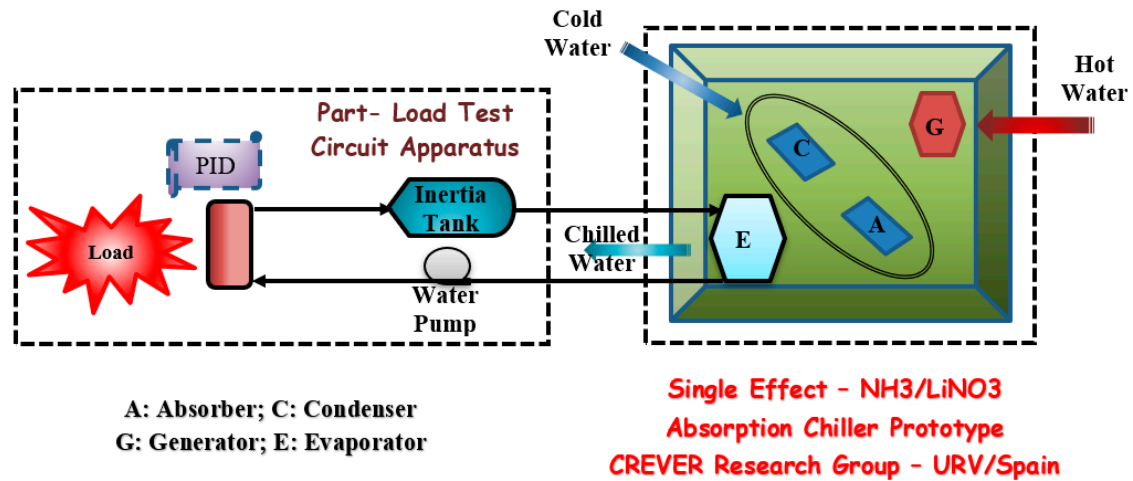 Cold
Water
Hot
Water
Part- Load Test
Circuit Apparatus
PID
Inertia
Tank
Load
C
G
A
E
Chilled
Water
Water
Pump
A: Absorber; C: Condenser
G: Generator; E: Evaporator
Single Effect – NH3/LiNO3
Absorption Chiller Prototype
CREVER Research Group – URV/Spain